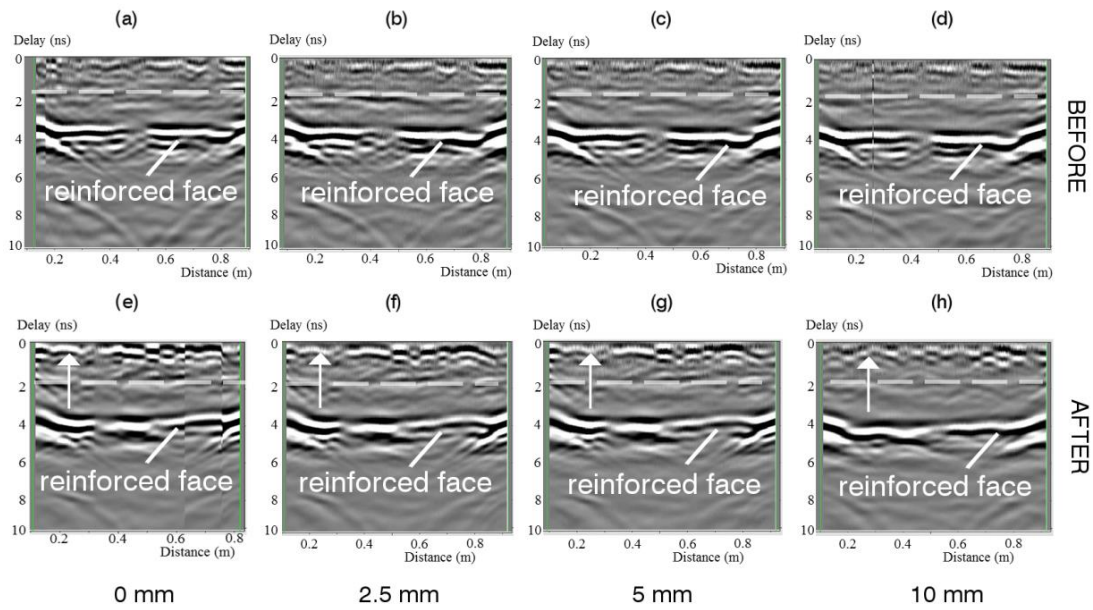 (a)
(b)
(c)
(d)
Delay (ns)
Delay (ns)
Delay (ns)
Delay (ns)
0
2
4
6
8
10
0
2
4
6
8
10
0
2
4
6
8
10
0
2
4
6
8
10
reinforced face
reinforced face
reinforced face
reinforced face
BEFORE
0.2 0.4 0.6 0.8
0.2 0.4 0.6 0.8
0.2 0.4 0.6 0.8
0.2 0.4 0.6 0.8
Distance (m)
Distance (m)
Distance (m)
Distance (m)
(e)
(f)
(g)
(h)
Delay (ns)
Delay (ns)
Delay (ns)
Delay (ns)
0
2
4
6
8
10
0
2
4
6
8
10
0
2
4
6
8
10
0
2
4
6
8
10
reinforced face
reinforced face
reinforced face
reinforced face
AFTER
0.2 0.4 0.6 0.8
0.2 0.4 0.6 0.8
0.2 0.4 0.6 0.8
0.2 0.4 0.6 0.8
Distance (m)
Distance (m)
Distance (m)
Distance (m)
0 mm
2.5 mm
5 mm
10 mm